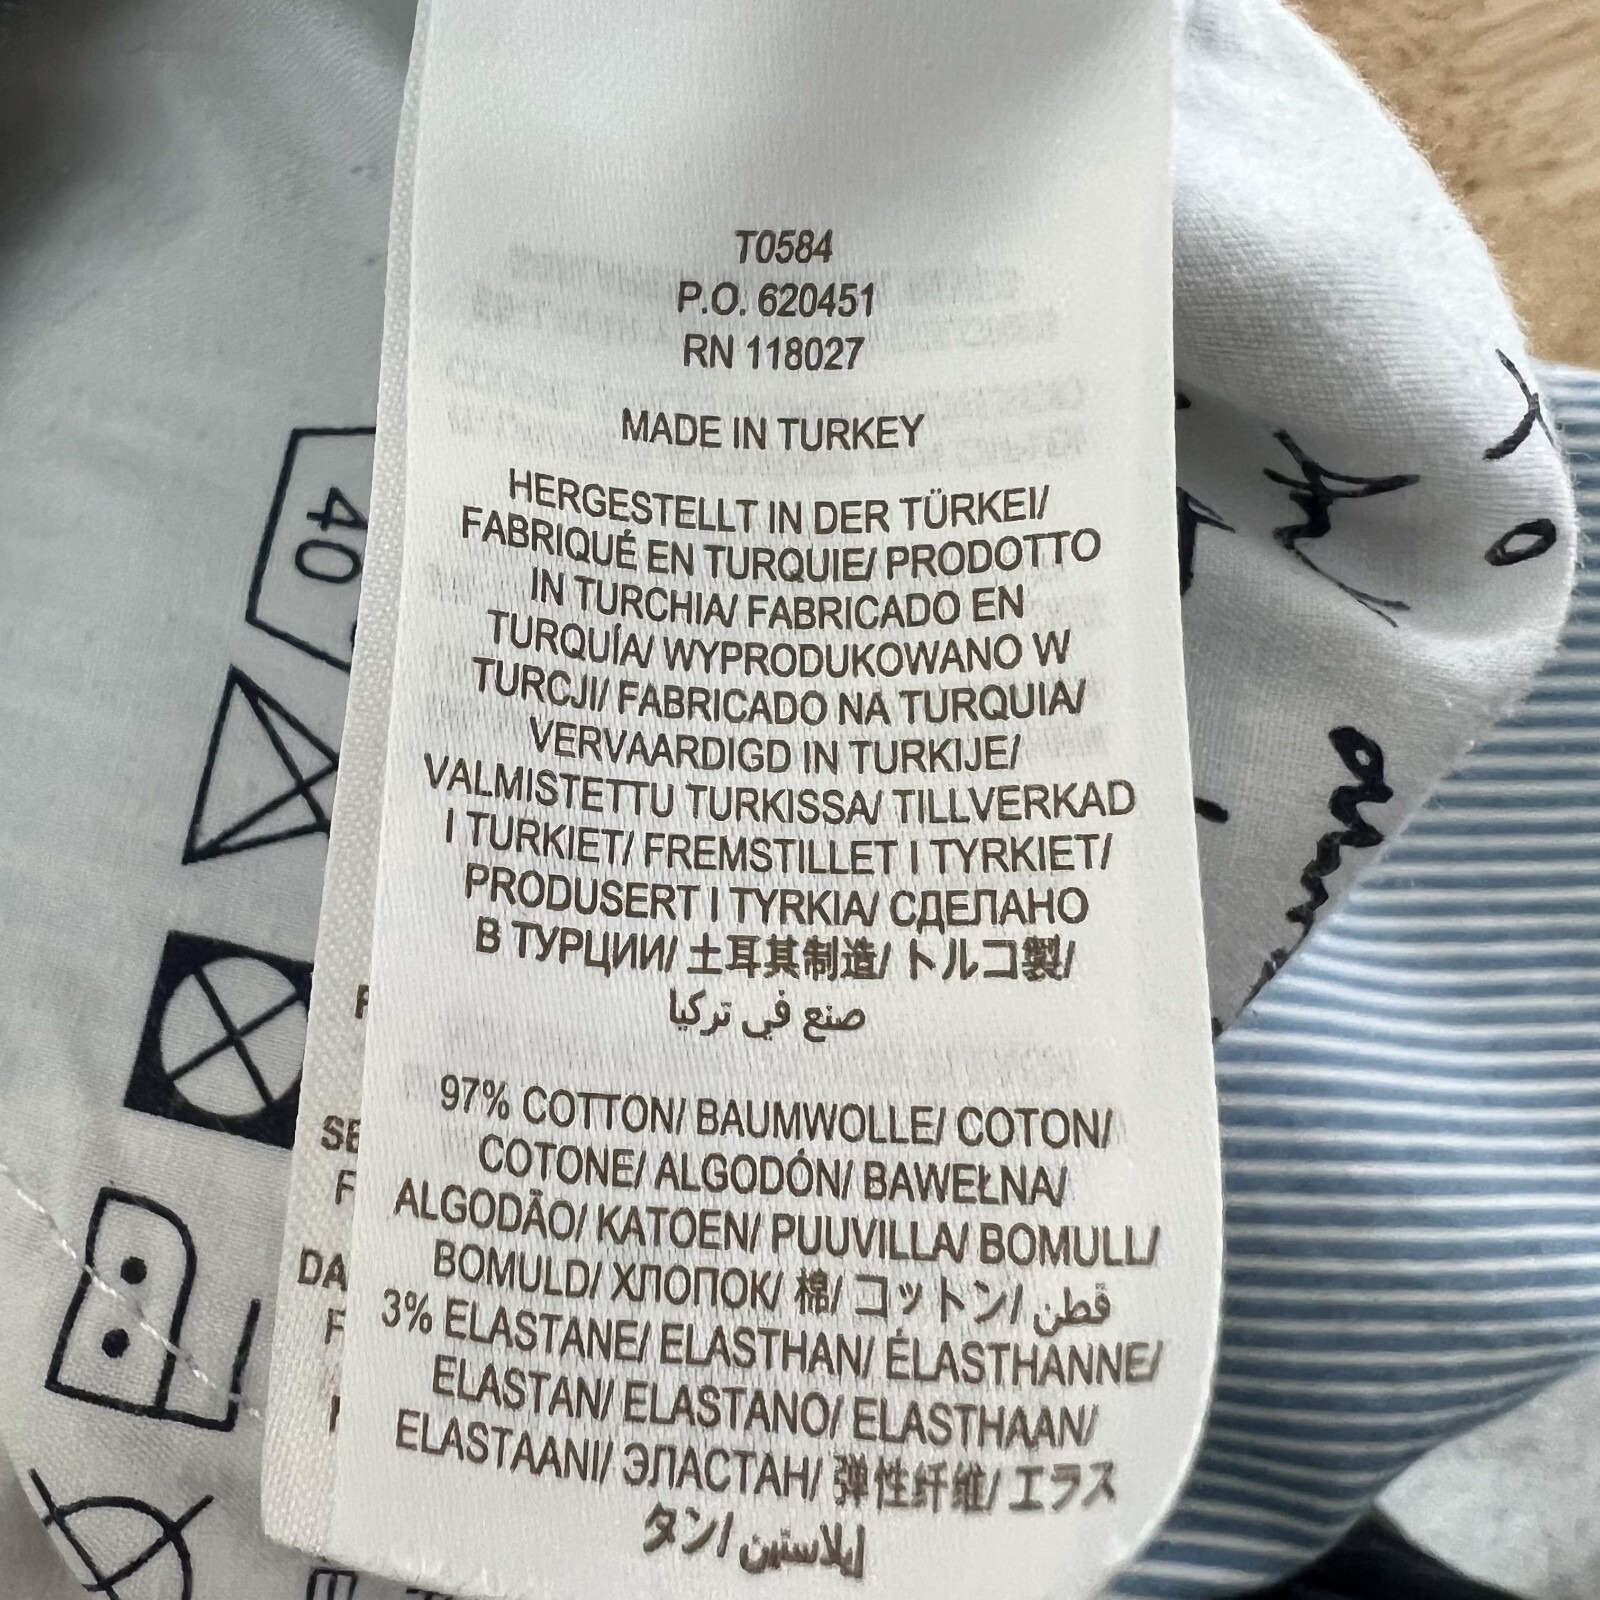 T0584
P.O. 620451
RN 118027
MADE IN TURKEY
HERGESTELLT IN DER TÜRKEI/
FABRIQUÉ EN TURQUIE/ PRODOTTO
IN TURCHIA/ FABRICADO EN
TURQUÍA/ WYPRODUKOWANO W
TURCJI/ FABRICADO NA TURQUIA/
VERVAARDIGD IN TURKIJE/
VALMISTETTU TURKISSA/ TILLVERKAD
I TURKIET/ FREMSTILLET I TYRKIET/
PRODUSERT I TYRKIA/ СДЕЛАНО
В ТУРЦИИ/ 土耳其制造/ トルコ製/
صنع في تركيا
97% COTTON/ BAUMWOLLE/ COTON/
COTONE/ ALGODÓN/ BAWEŁNA/
ALGODÃO/ KATOEN/ PUUVILLA/ BOMULL/
BOMULD/ ХЛОПОК/ 棉/ コットン/ قطن
3% ELASTANE/ ELASTHAN/ ÉLASTHANNE/
ELASTAN/ ELASTANO/ ELASTHAAN/
ELASTAANI/ ЭЛАСТАН/ 弹性纤维/ エラス
タン/ إيلاستين
40